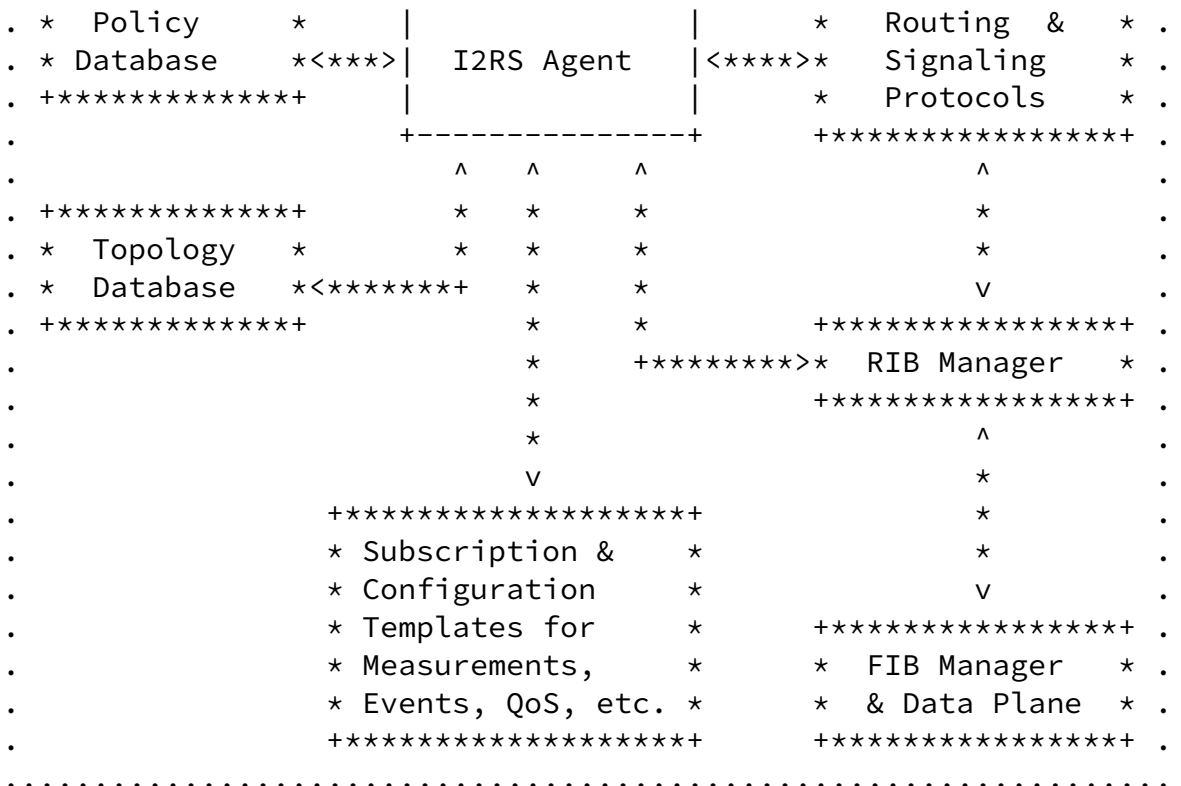 . * Policy * | | * Routing & * .
. * Database *<***>| I2RS Agent |<****>* Signaling * .
. +*************+ | | * Protocols * .
. +---------------+ +****************+ .
. ^ ^ ^ ^ .
. +*************+ * * * * .
. * Topology * * * * * .
. * Database *<*******+ * * v .
. +*************+ * * +****************+ .
. * +********>* RIB Manager * .
. * +****************+ .
. * ^ .
. v * .
. +*******************+ * .
. * Subscription & * * .
. * Configuration * v .
. * Templates for * +****************+ .
. * Measurements, * * FIB Manager * .
. * Events, QoS, etc. * * & Data Plane * .
. +*******************+ +****************+ .
.................................................................